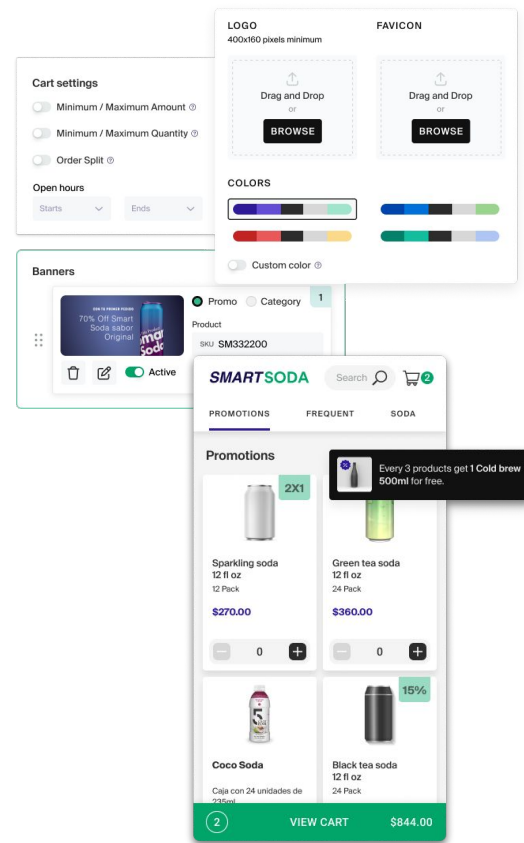 LOGO
400x160 pixels minimum
FAVICON
Drag and Drop
or
BROWSE
Drag and Drop
or
BROWSE
COLORS
Custom color
Cart settings
Minimum / Maximum Amount
Minimum / Maximum Quantity
Order Split
Open hours
Starts
Ends
Banners
70% Off Smart
Soda sabor
Original
Promo
Category
1
Product
SKU SM332200
Active
SMARTSODA
Search
2
PROMOTIONS
FREQUENT
SODA
Promotions
Every 3 products get 1 Cold brew
500ml for free.
2X1
Sparkling soda
12 fl oz
12 Pack
$270.00
0
Green tea soda
12 fl oz
24 Pack
$360.00
0
Coco Soda
Caja con 24 unidades de
235ml
15%
Black tea soda
12 fl oz
24 Pack
2
VIEW CART
$844.00